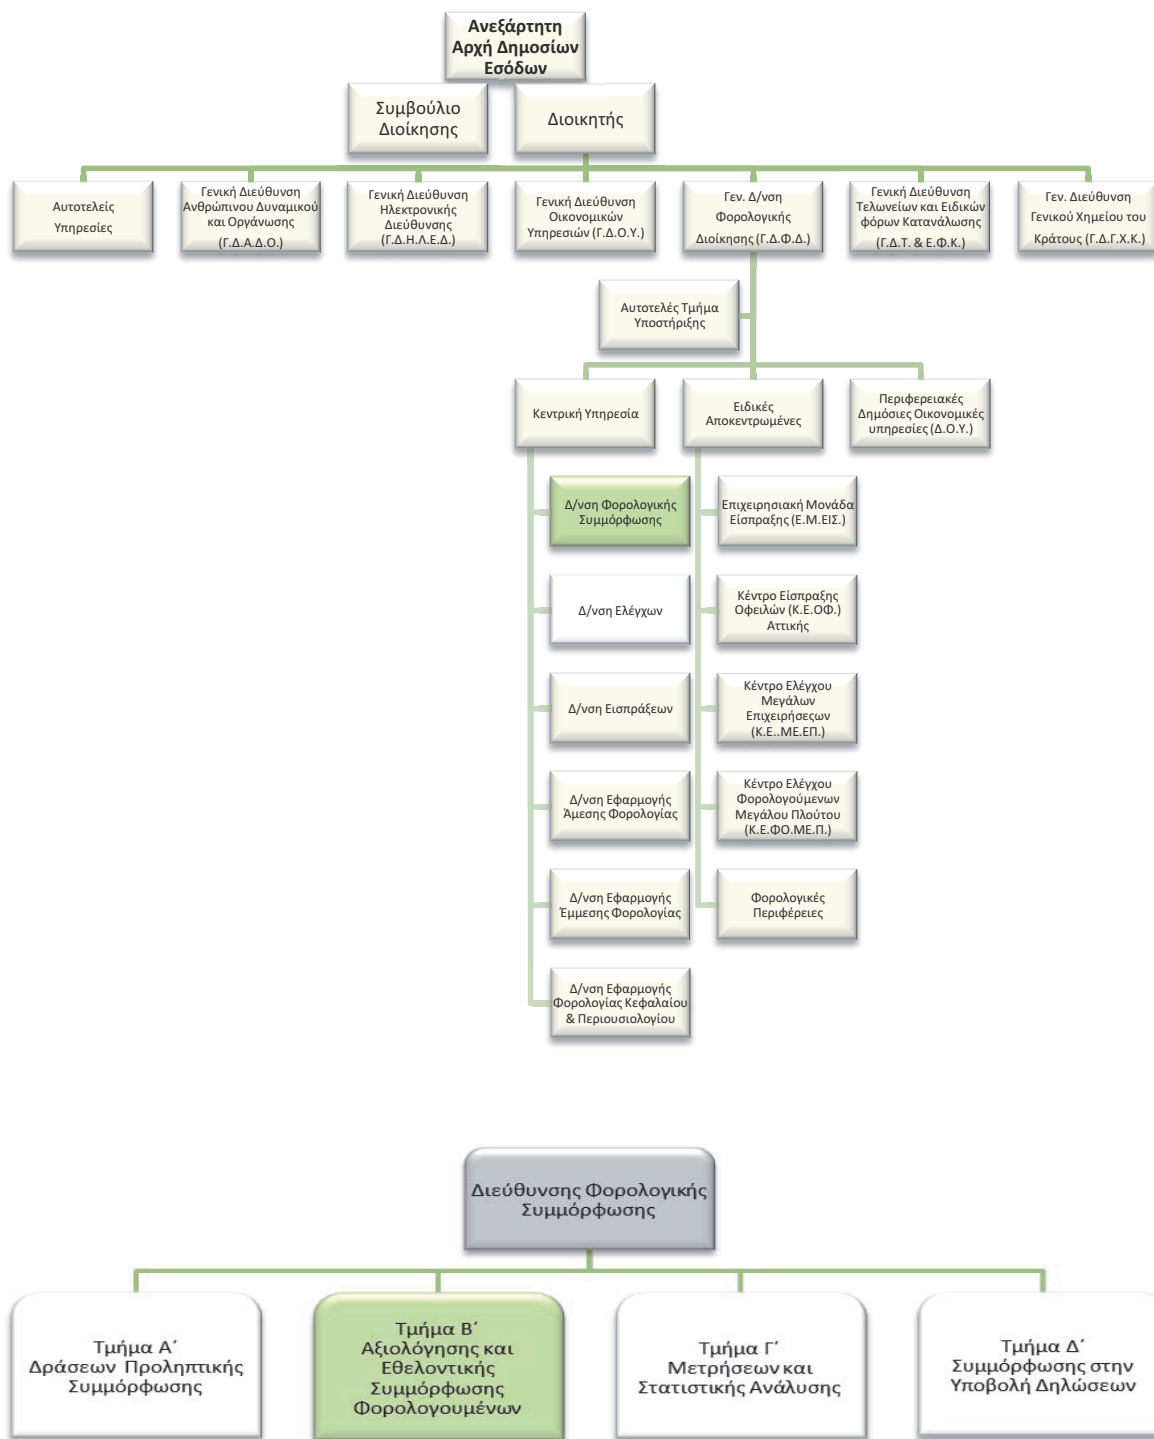 Ανεξάρτητη
Αρχή Δημοσίων
Εσόδων
Συμβούλιο
Διοίκησης
Διοικητής
Αυτοτελείς
Υπηρεσίες
Γενική Διεύθυνση
Ανθρώπινου Δυναμικού
και Οργάνωσης
(Γ.Δ.Α.Δ.Ο.)
Γενική Διεύθυνση
Ηλεκτρονικής
Διεύθυνσης
(Γ.Δ.Η.Λ.Ε.Δ.)
Γενική Διεύθυνση
Οικονομικών
Υπηρεσιών (Γ.Δ.Ο.Υ.)
Γεν. Δ/νση
Φορολογικής
Διοίκησης (Γ.Δ.Φ.Δ.)
Γενική Διεύθυνση
Τελωνείων και Ειδικών
φόρων Κατανάλωσης
(Γ.Δ.Τ. & Ε.Φ.Κ.)
Γεν. Διεύθυνση
Γενικού Χημείου του
Κράτους (Γ.Δ.Γ.Χ.Κ.)
Αυτοτελές Τμήμα
Υποστήριξης
Κεντρική Υπηρεσία
Ειδικές
Αποκεντρωμένες
Περιφερειακές
Δημόσιες Οικονομικές
υπηρεσίες (Δ.Ο.Υ.)
Δ/νση Φορολογικής
Συμμόρφωσης
Επιχειρησιακή Μονάδα
Είσπραξης (Ε.Μ.ΕΙΣ.)
Δ/νση Ελέγχων
Κέντρο Είσπραξης
Οφειλών (Κ.Ε.ΟΦ.)
Αττικής
Δ/νση Εισπράξεων
Κέντρο Ελέγχου
Μεγάλων
Επιχειρήσεςων
(Κ.Ε..ΜΕ.ΕΠ.)
Δ/νση Εφαρμογής
Άμεσης Φορολογίας
Κέντρο Ελέγχου
Φορολογούμενων
Μεγάλου Πλούτου
(Κ.Ε.ΦΟ.ΜΕ.Π.)
Δ/νση Εφαρμογής
Έμμεσης Φορολογίας
Φορολογικές
Περιφέρειες
Δ/νση Εφαρμογής
Φορολογίας Κεφαλαίου
& Περιουσιολογίου
Διεύθυνσης Φορολογικής
Συμμόρφωσης
Τμήμα Α΄
Δράσεων Προληπτικής
Συμμόρφωσης
Τμήμα Β΄
Αξιολόγησης και
Εθελοντικής
Συμμόρφωσης
Φορολογουμένων
Τμήμα Γ΄
Μετρήσεων και
Στατιστικής Ανάλυσης
Τμήμα Δ΄
Συμμόρφωσης στην
Υποβολή Δηλώσεων